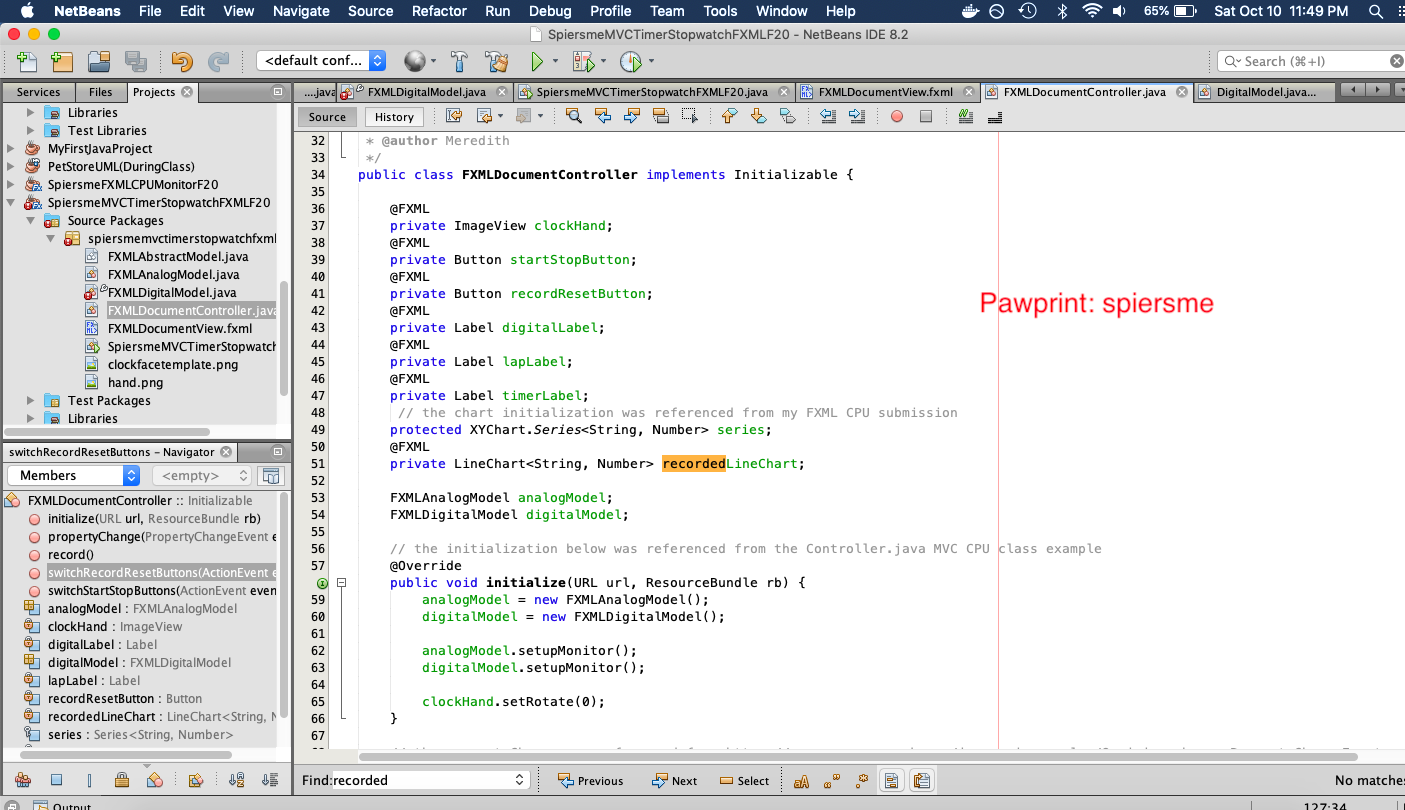 NetBeans File Edit View Navigate Source Refactor Run Debug Profile Team Tools Window Help 65% Sat Oct 10 11:49 PM
SpiersmeMVCTimerStopwatchFXMLF20 - NetBeans IDE 8.2
<default conf... Search (⌘+I)
Services Files Projects
....java FXMLDigitalModel.java SpiersmeMVCTimerStopwatchFXMLF20.java FXMLDocumentView.fxml FXMLDocumentController.java DigitalModel.java...
Source History
Libraries
Test Libraries
MyFirstJavaProject
PetStoreUML(DuringClass)
SpiersmeFXMLCPUMonitorF20
SpiersmeMVCTimerStopwatchFXMLF20
Source Packages
spiersmemvctimerstopwatchfxml
FXMLAbstractModel.java
FXMLAnalogModel.java
FXMLDigitalModel.java
FXMLDocumentController.java
FXMLDocumentView.fxml
SpiersmeMVCTimerStopwatch
clockfacetemplate.png
hand.png
Test Packages
Libraries
switchRecordResetButtons - Navigator
Members <empty>
FXMLDocumentController :: Initializable
initialize(URL url, ResourceBundle rb)
propertyChange(PropertyChangeEvent e
record()
switchRecordResetButtons(ActionEvent e
switchStartStopButtons(ActionEvent even
analogModel : FXMLAnalogModel
clockHand : ImageView
digitalLabel : Label
digitalModel : FXMLDigitalModel
lapLabel : Label
recordResetButton : Button
recordedLineChart : LineChart<String, N
series : Series<String, Number>
32 * @author Meredith
33 */
34 public class FXMLDocumentController implements Initializable {
35
36 @FXML
37 private ImageView clockHand;
38 @FXML
39 private Button startStopButton;
40 @FXML
41 private Button recordResetButton;
42 @FXML
43 private Label digitalLabel;
44 @FXML
45 private Label lapLabel;
46 @FXML
47 private Label timerLabel;
48 // the chart initialization was referenced from my FXML CPU submission
49 protected XYChart.Series<String, Number> series;
50 @FXML
51 private LineChart<String, Number> recordedLineChart;
52
53 FXMLAnalogModel analogModel;
54 FXMLDigitalModel digitalModel;
55
56 // the initialization below was referenced from the Controller.java MVC CPU class example
57 @Override
public void initialize(URL url, ResourceBundle rb) {
59 analogModel = new FXMLAnalogModel();
60 digitalModel = new FXMLDigitalModel();
61
62 analogModel.setupMonitor();
63 digitalModel.setupMonitor();
64
65 clockHand.setRotate(0);
66 }
67
Pawprint: spiersme
Find: recorded Previous Next Select No matches
Output 127:34